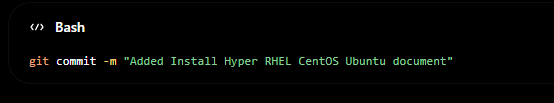 </> Bash
git commit -m "Added Install Hyper RHEL CentOS Ubuntu document"